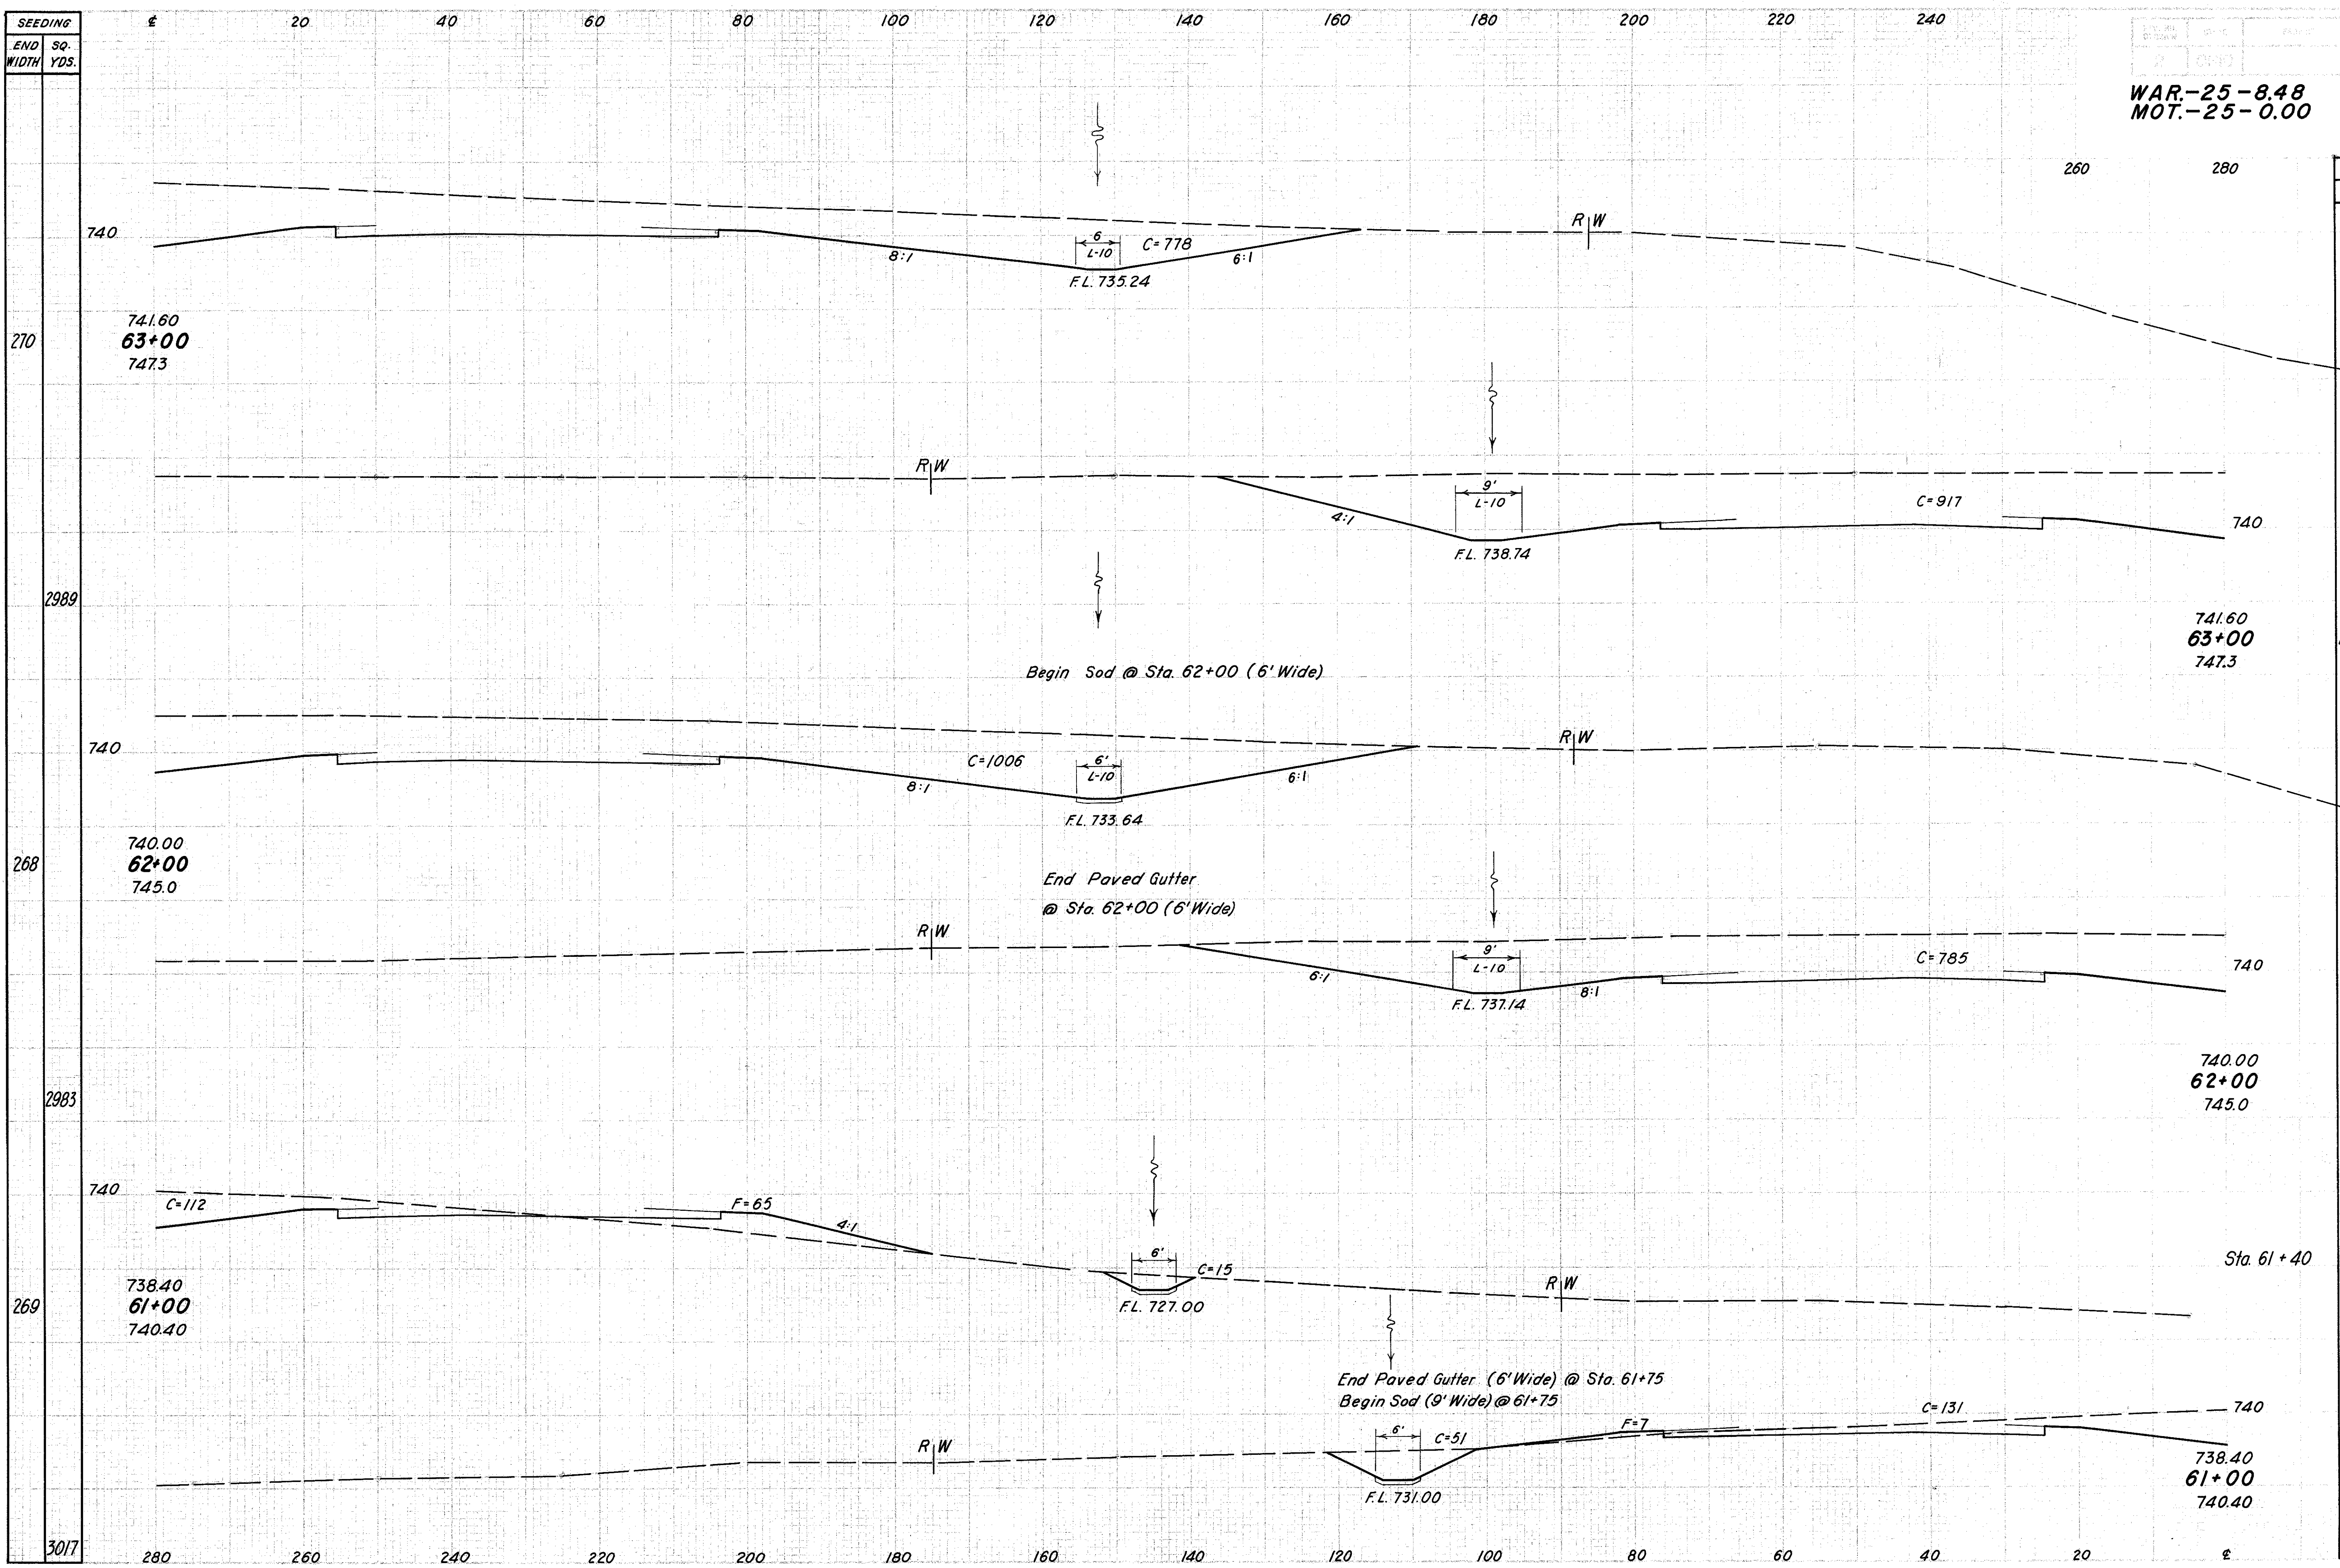 SEEDING
END WIDTH
SQ. YDS.
℄ 20 40 60 80 100 120 140 160 180 200 220 240
OHIO
WAR.-25-8.48
MOT.-25-0.00
260 280
R|W
740
6
L-10
C=778
8:1
6:1
F.L. 735.24
741.60
63+00
747.3
270
R|W
9'
L-10
C=917
4:1
740
F.L. 738.74
2989
741.60
63+00
747.3
Begin Sod @ Sta. 62+00 (6' Wide)
R|W
740
C=1006
6'
L-10
8:1
6:1
F.L. 733.64
740.00
62+00
745.0
268
End Paved Gutter
@ Sta. 62+00 (6' Wide)
R|W
9'
L-10
C=785
740
6:1
8:1
F.L. 737.14
740.00
62+00
745.0
2983
740
C=112
F=65
4:1
6'
C=15
R|W
Sta. 61+40
F.L. 727.00
738.40
61+00
740.40
269
End Paved Gutter (6' Wide) @ Sta. 61+75
Begin Sod (9' Wide) @ 61+75
C=131
740
R|W
6'
C=51
F=7
F.L. 731.00
738.40
61+00
740.40
3017
280 260 240 220 200 180 160 140 120 100 80 60 40 20 ℄